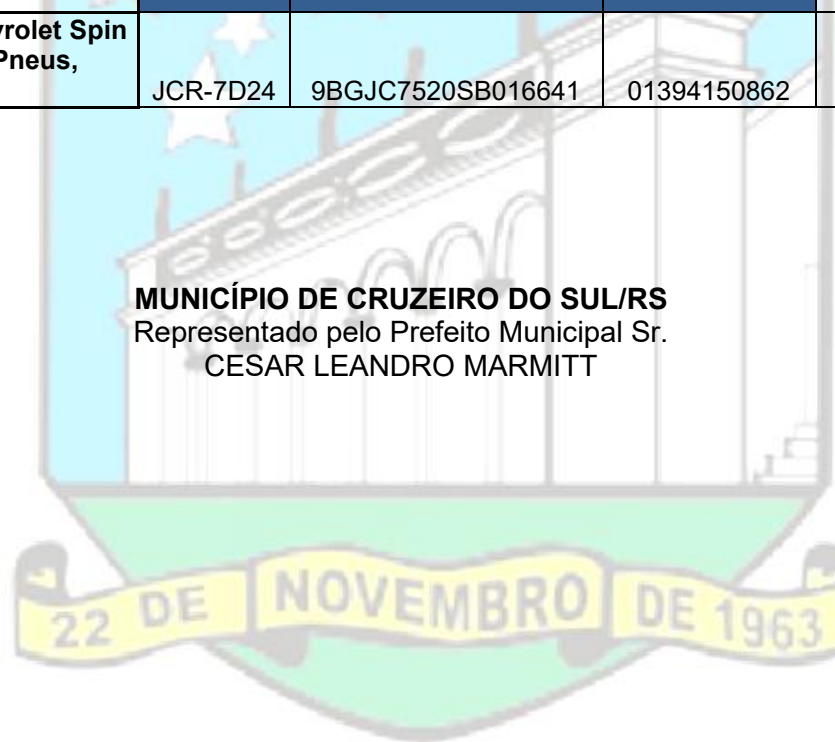 vrolet Spin
Pneus,
JCR-7D24 9BGJC7520SB016641 01394150862
MUNICÍPIO DE CRUZEIRO DO SUL/RS
Representado pelo Prefeito Municipal Sr.
CESAR LEANDRO MARMITT
22 DE NOVEMBRO DE 1963